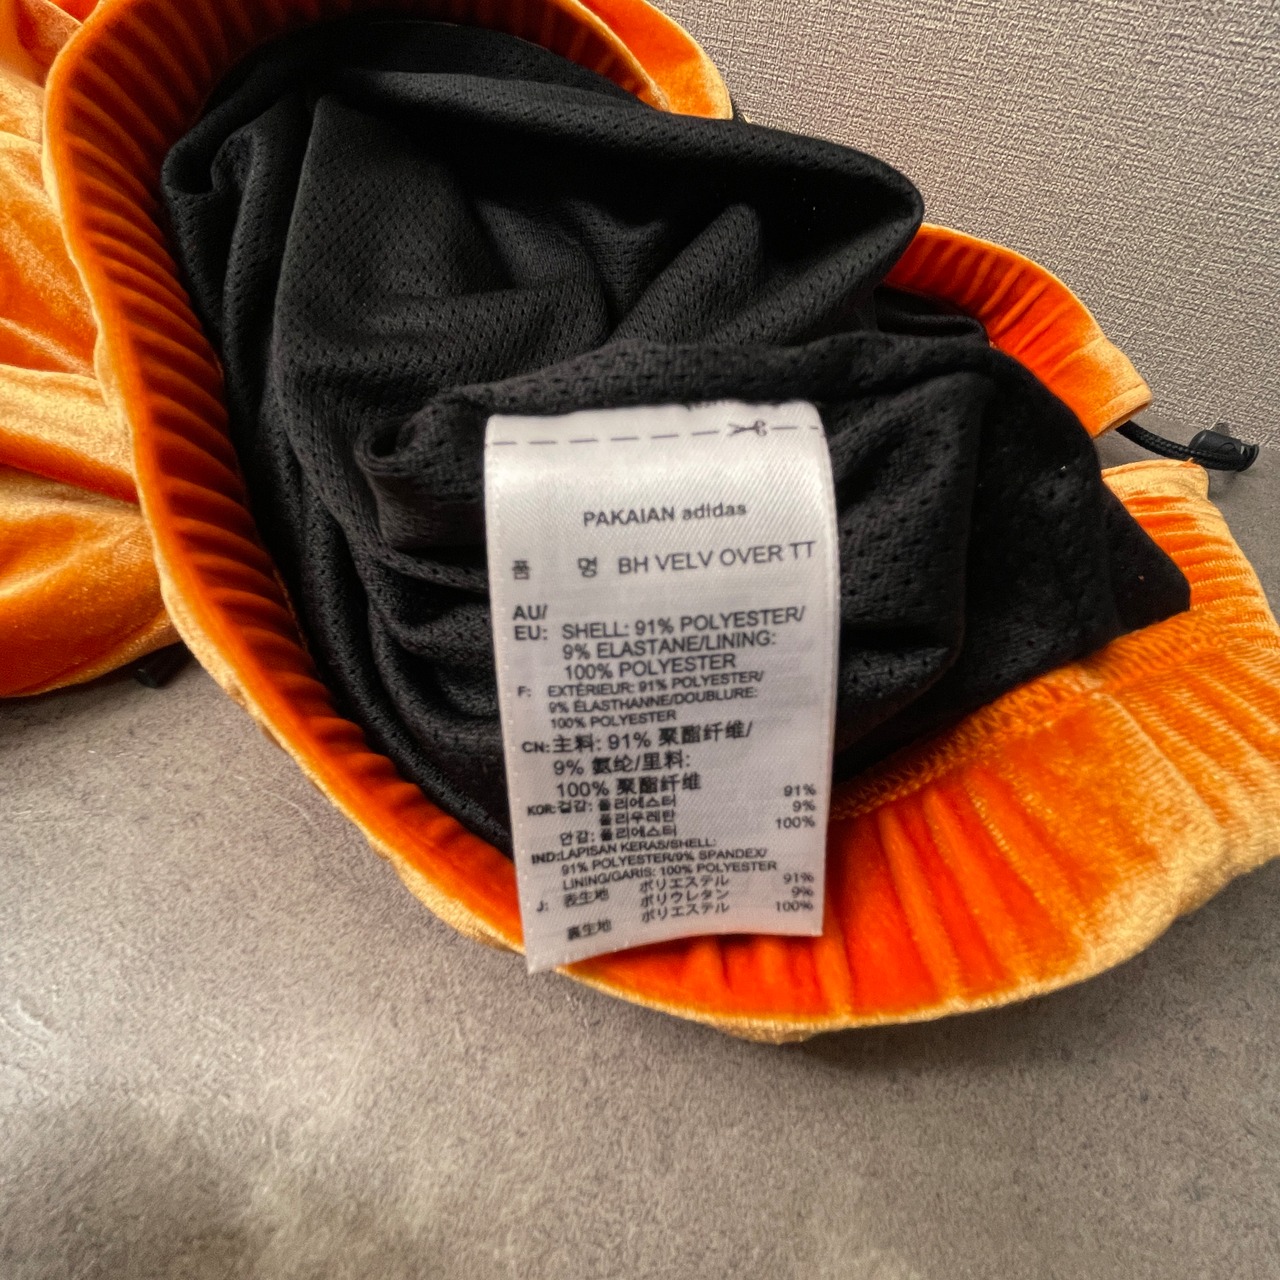 PAKAIAN adidas
품 명 BH VELV OVER TT
AU/
EU: SHELL: 91% POLYESTER/
9% ELASTANE/LINING:
100% POLYESTER
F: EXTÉRIEUR: 91% POLYESTER/
9% ÉLASTHANNE/DOUBLURE:
100% POLYESTER
CN: 主料: 91% 聚酯纤维/
9% 氨纶/里料:
100% 聚酯纤维
KOR: 겉감: 폴리에스터 91%
폴리우레탄 9%
안감: 폴리에스터 100%
IND: LAPISAN KERAS/SHELL:
91% POLYESTER/9% SPANDEX/
LINING/GARIS: 100% POLYESTER
J: 表生地 ポリエステル 91%
ポリウレタン 9%
裏生地 ポリエステル 100%